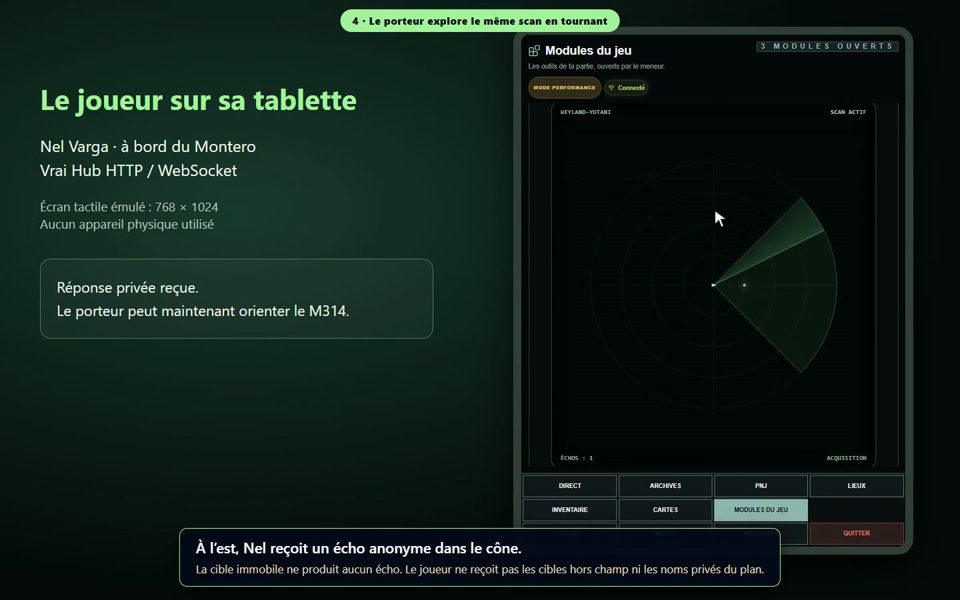 4 · Le porteur explore le même scan en tournant
Le joueur sur sa tablette
Nel Varga · à bord du Montero
Vrai Hub HTTP / WebSocket
Écran tactile émulé : 768 × 1024
Aucun appareil physique utilisé
Réponse privée reçue.
Le porteur peut maintenant orienter le M314.
Modules du jeu
3 MODULES OUVERTS
Les outils de ta partie, ouverts par le meneur.
MODE PERFORMANCE
Connecté
WEYLAND-YUTANI
SCAN ACTIF
ÉCHOS : 1
ACQUISITION
DIRECT
ARCHIVES
PNJ
LIEUX
INVENTAIRE
CARTES
MODULES DU JEU
QUITTER
À l’est, Nel reçoit un écho anonyme dans le cône.
La cible immobile ne produit aucun écho. Le joueur ne reçoit pas les cibles hors champ ni les noms privés du plan.